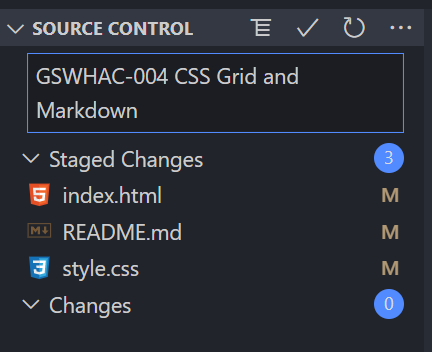 SOURCE CONTROL
GSWHAC-004 CSS Grid and
Markdown
Staged Changes 3
index.html M
README.md M
style.css M
Changes 0